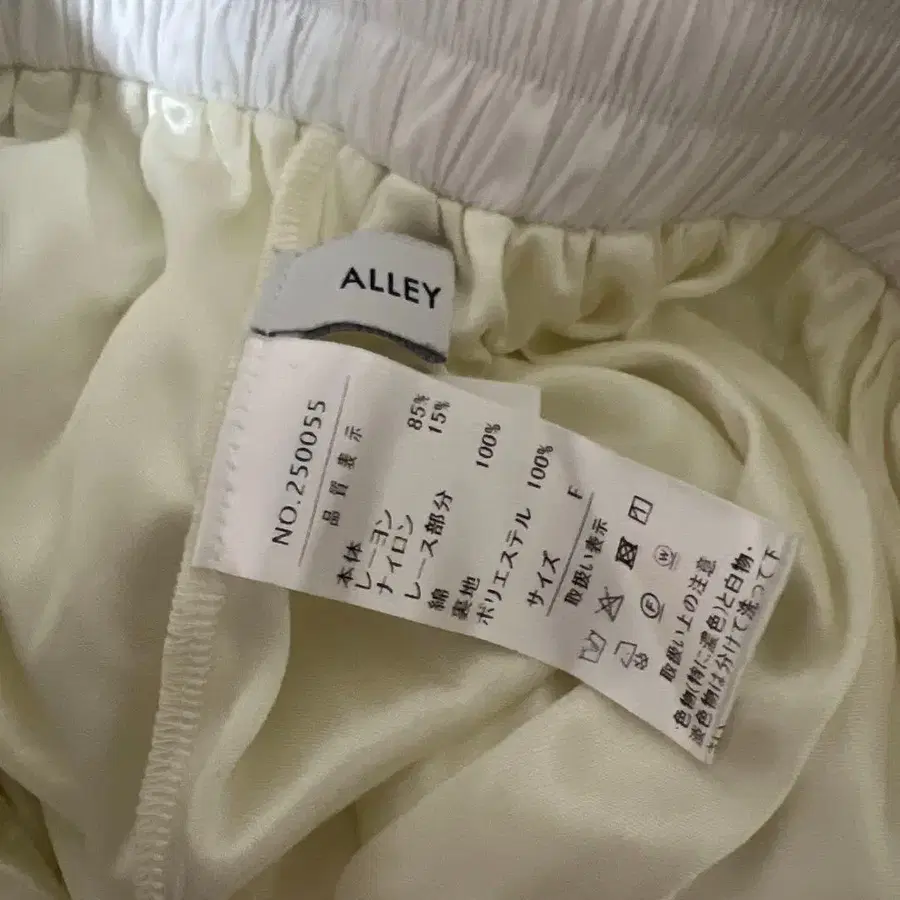 ALLEY
NO.250055
品質表示
本体
レーヨン 85%
ナイロン 15%
レース部分
綿 100%
裏地
ポリエステル 100%
サイズ F
取扱い表示
取扱い上の注意
色物(特に濃色)と白物、
淡色物は分けて洗って下
さい